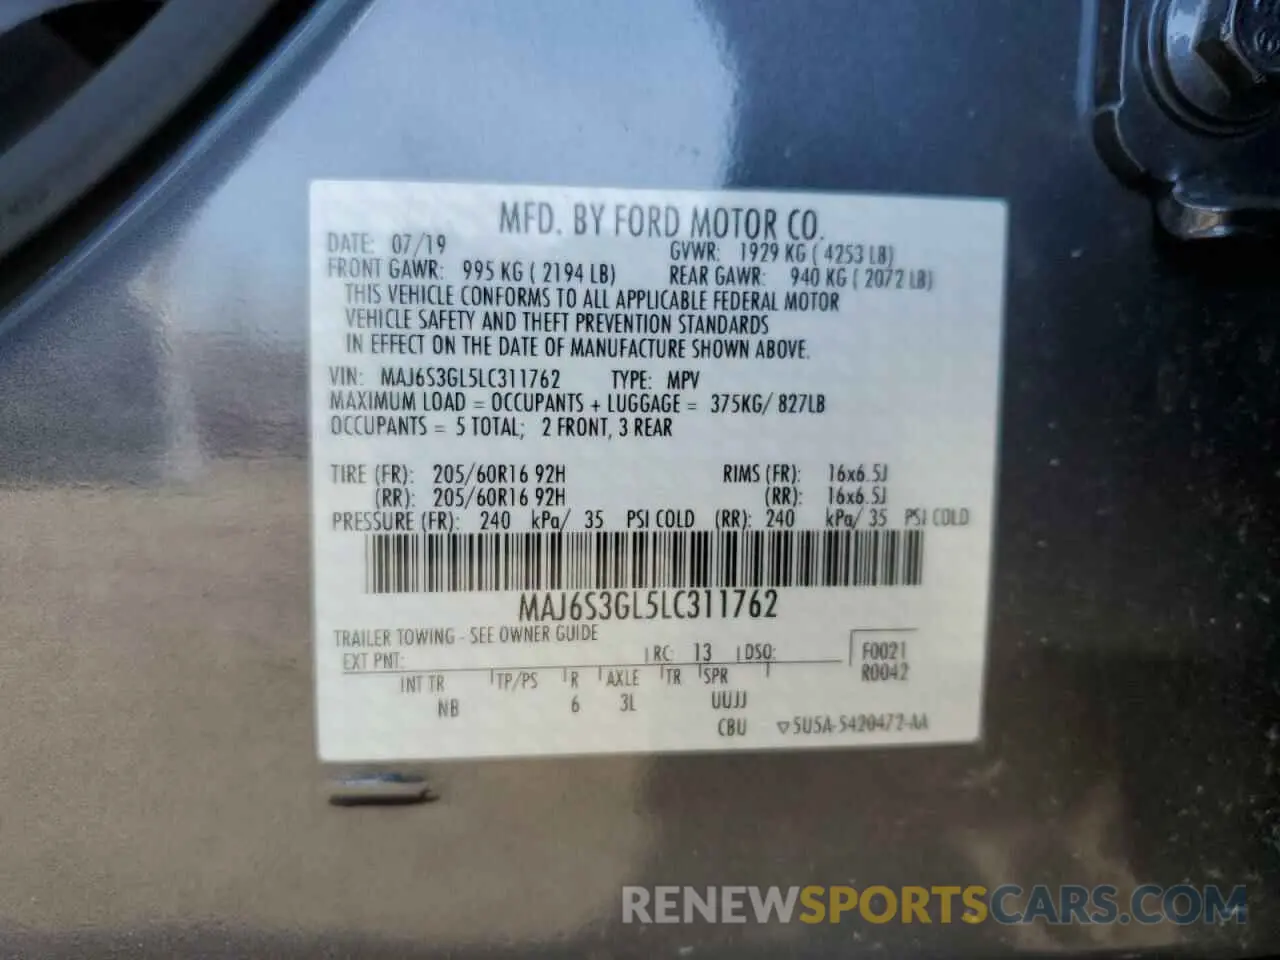 MFD. BY FORD MOTOR CO.
DATE: 07/19 GVWR: 1929 KG ( 4253 LB)
FRONT GAWR: 995 KG ( 2194 LB) REAR GAWR: 940 KG ( 2072 LB)
THIS VEHICLE CONFORMS TO ALL APPLICABLE FEDERAL MOTOR
VEHICLE SAFETY AND THEFT PREVENTION STANDARDS
IN EFFECT ON THE DATE OF MANUFACTURE SHOWN ABOVE.
VIN: MAJ6S3GL5LC311762 TYPE: MPV
MAXIMUM LOAD = OCCUPANTS + LUGGAGE = 375KG/ 827LB
OCCUPANTS = 5 TOTAL; 2 FRONT, 3 REAR
TIRE (FR): 205/60R16 92H RIMS (FR): 16x6.5J
(RR): 205/60R16 92H (RR): 16x6.5J
PRESSURE (FR): 240 kPa/ 35 PSI COLD (RR): 240 kPa/ 35 PSI COLD
MAJ6S3GL5LC311762
TRAILER TOWING - SEE OWNER GUIDE
EXT PNT: RC: 13 DSO: F0021
R0042
INT TR TP/PS R AXLE TR SPR
NB 6 3L UUJJ
CBU ▽5U5A-5420472-AA
RENEWSPORTSCARS.COM